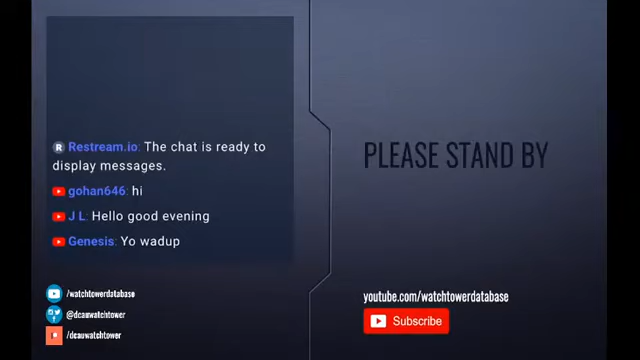 Restream.io: The chat is ready to
display messages.
gohan646: hi
J L: Hello good evening
Genesis: Yo wadup
/watchtowerdatabase
@dcauwatchtower
/dcauwatchtower
PLEASE STAND BY
youtube.com/watchtowerdatabase
Subscribe